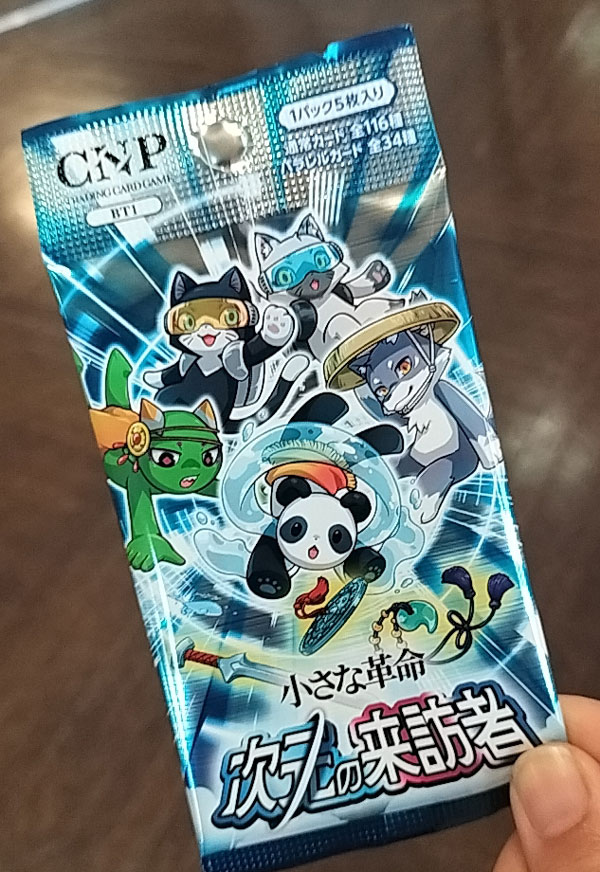 CNP
TRADING CARD GAME
BT1
1パック5枚入り
通常カード 全116種
パラレルカード 全34種
小さな革命
次元の来訪者